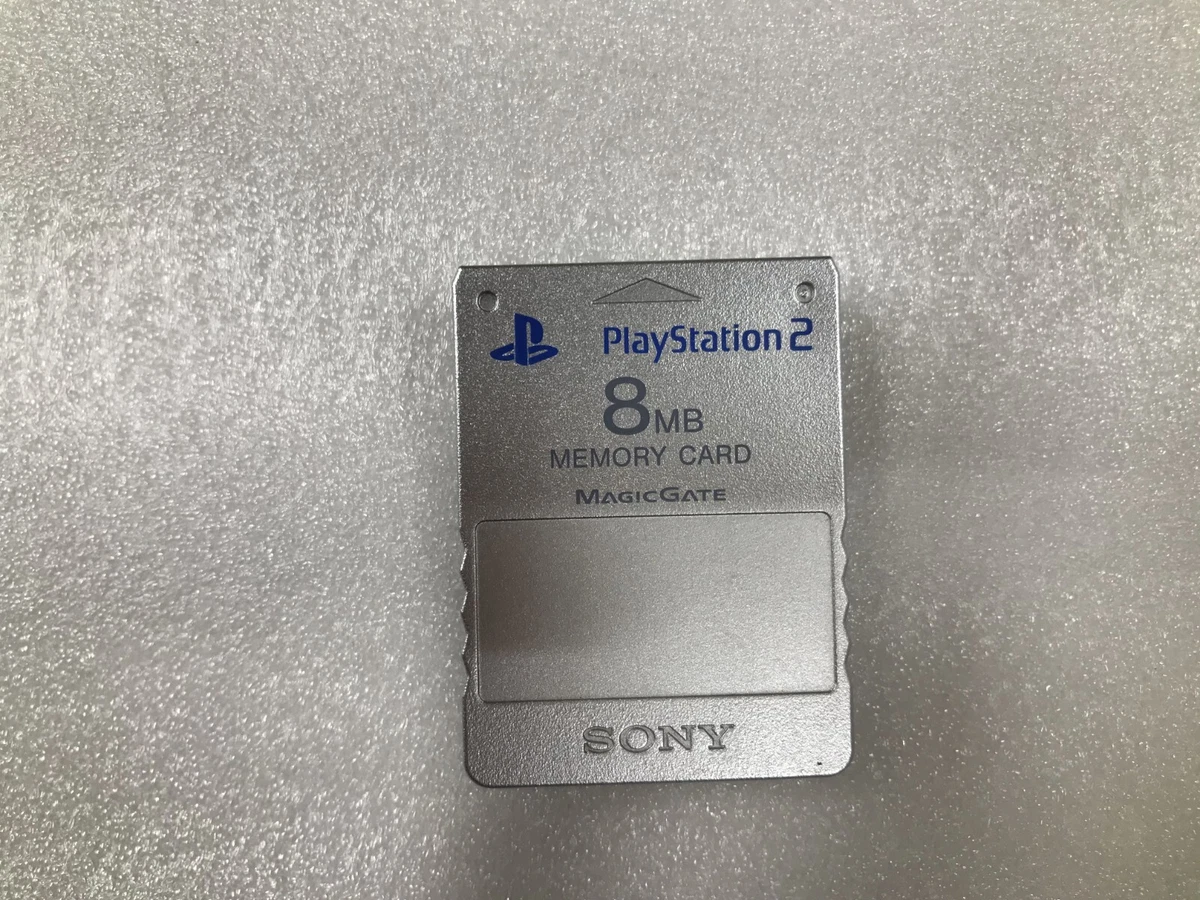 PlayStation 2
8MB
MEMORY CARD
MAGICGATE
SONY